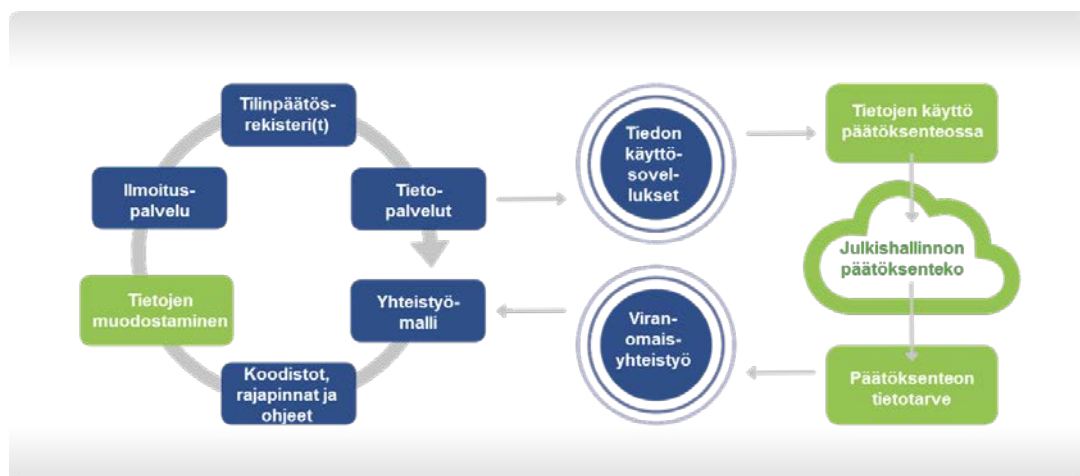 Tilinpäätös-
rekisteri(t)
Ilmoitus-
palvelu
Tieto-
palvelut
Tietojen
muodostaminen
Yhteistyö-
malli
Koodistot,
rajapinnat ja
ohjeet
Tiedon
käyttö-
sovel-
lukset
Viran-
omais-
yhteistyö
Tietojen käyttö
päätöksenteossa
Julkishallinnon
päätöksenteko
Päätöksenteon
tietotarve